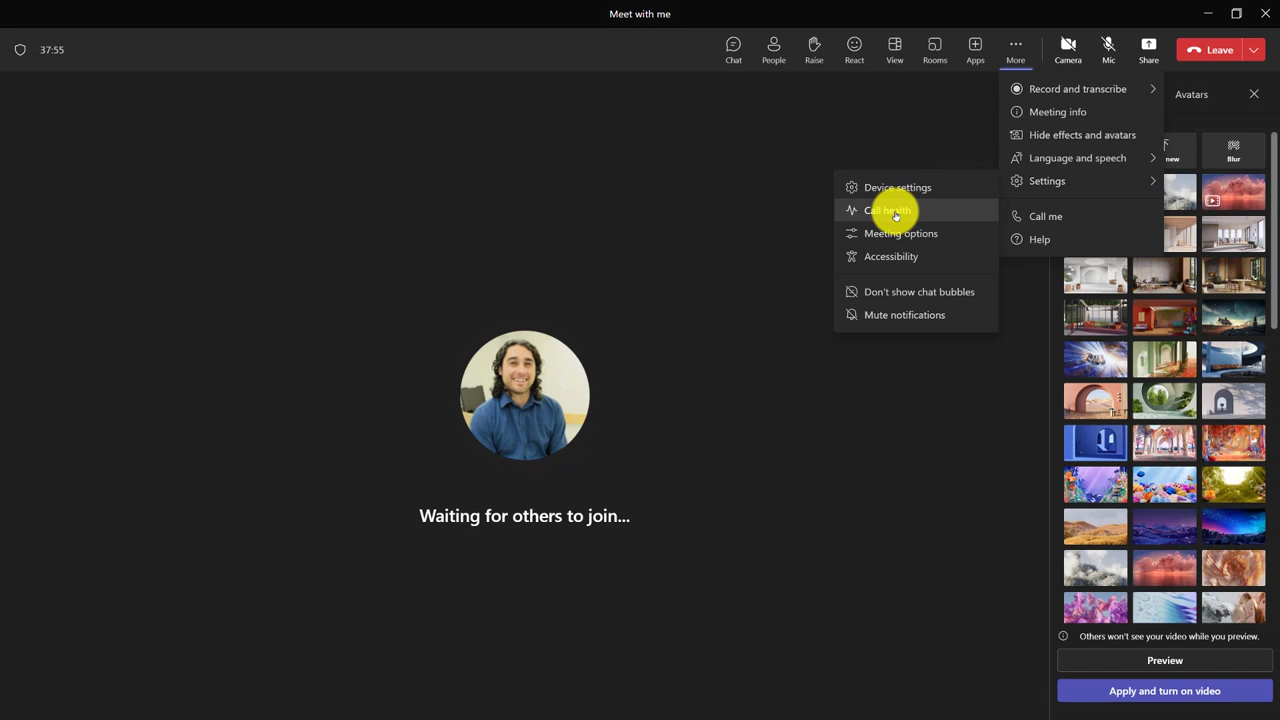 Meet with me
37:55
Chat
People
Raise
React
View
Rooms
Apps
More
Camera
Mic
Share
Leave
Record and transcribe
Meeting info
Hide effects and avatars
Language and speech
Settings
Call me
Help
Device settings
Call health
Meeting options
Accessibility
Don't show chat bubbles
Mute notifications
Avatars
new
Blur
Waiting for others to join...
Others won't see your video while you preview.
Preview
Apply and turn on video